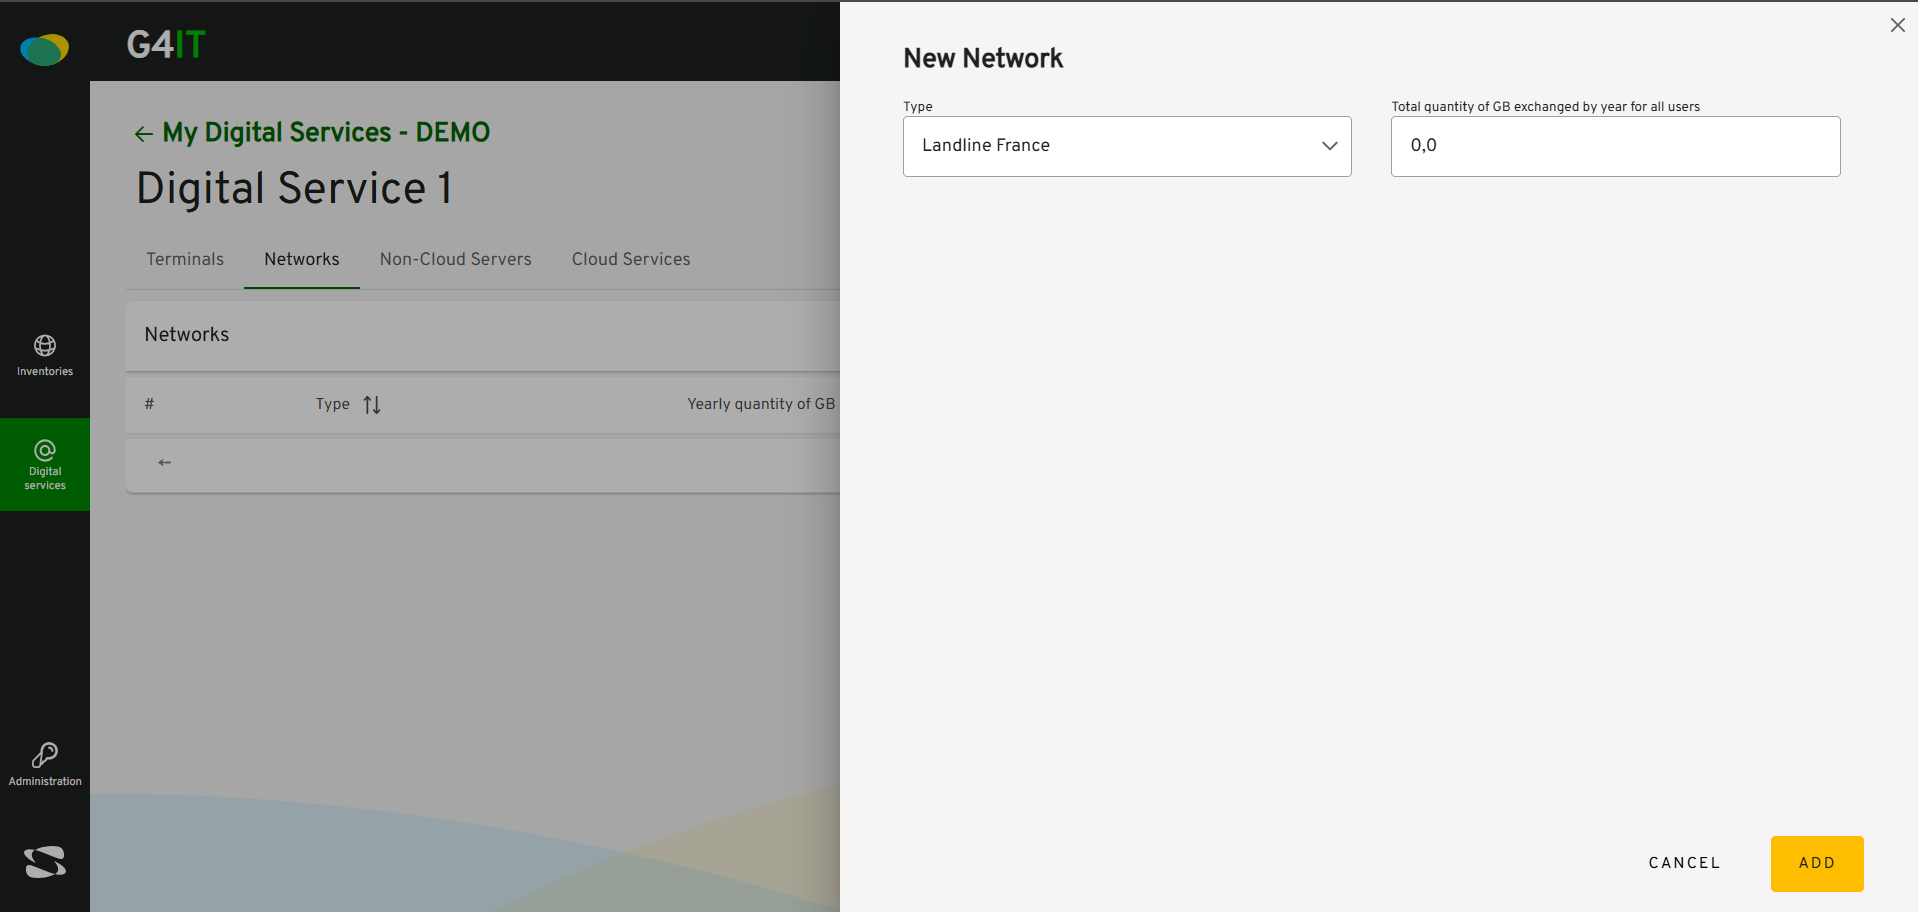 G4IT
← My Digital Services - DEMO
Digital Service 1
Terminals Networks Non-Cloud Servers Cloud Services
Networks
# Type Yearly quantity of GB
←
Inventories
@
Digital
services
Administration
New Network
Type
Landline France
Total quantity of GB exchanged by year for all users
0,0
CANCEL ADD